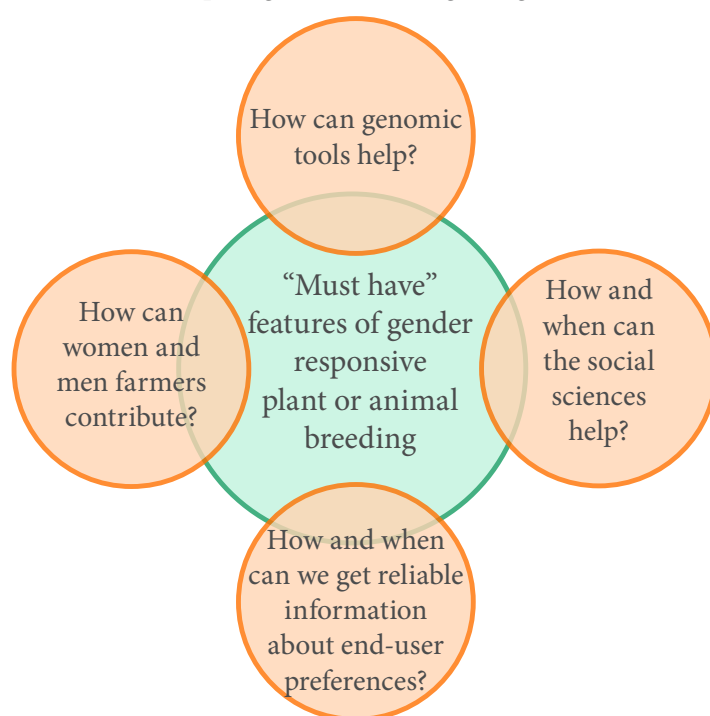 How can genomic
tools help?
“Must have”
features of gender
responsive
plant or animal
breeding
How can
women and
men farmers
contribute?
How and
when can
the social
sciences
help?
How and when
can we get reliable
information
about end-user
preferences?